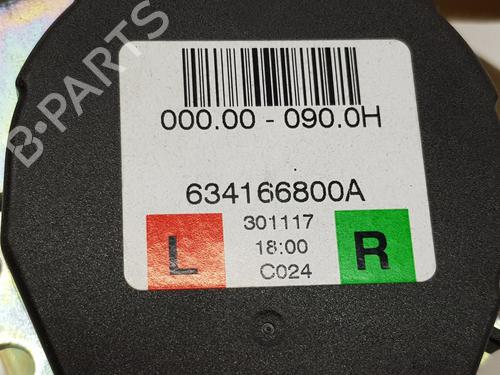 000.00 - 090.0H
634166800A
L 301117 R
18:00
C024
B-PARTS